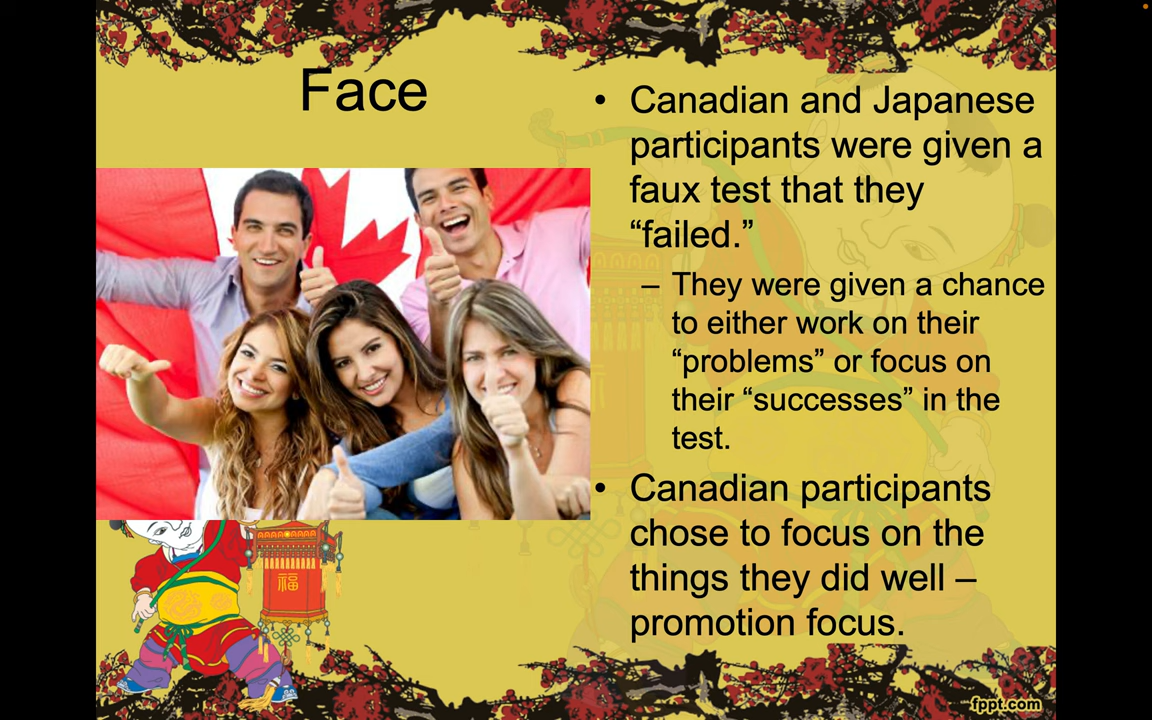 Face
• Canadian and Japanese
participants were given a
faux test that they
“failed.”
– They were given a chance
to either work on their
“problems” or focus on
their “successes” in the
test.
• Canadian participants
chose to focus on the
things they did well –
promotion focus.
福
fppt.com